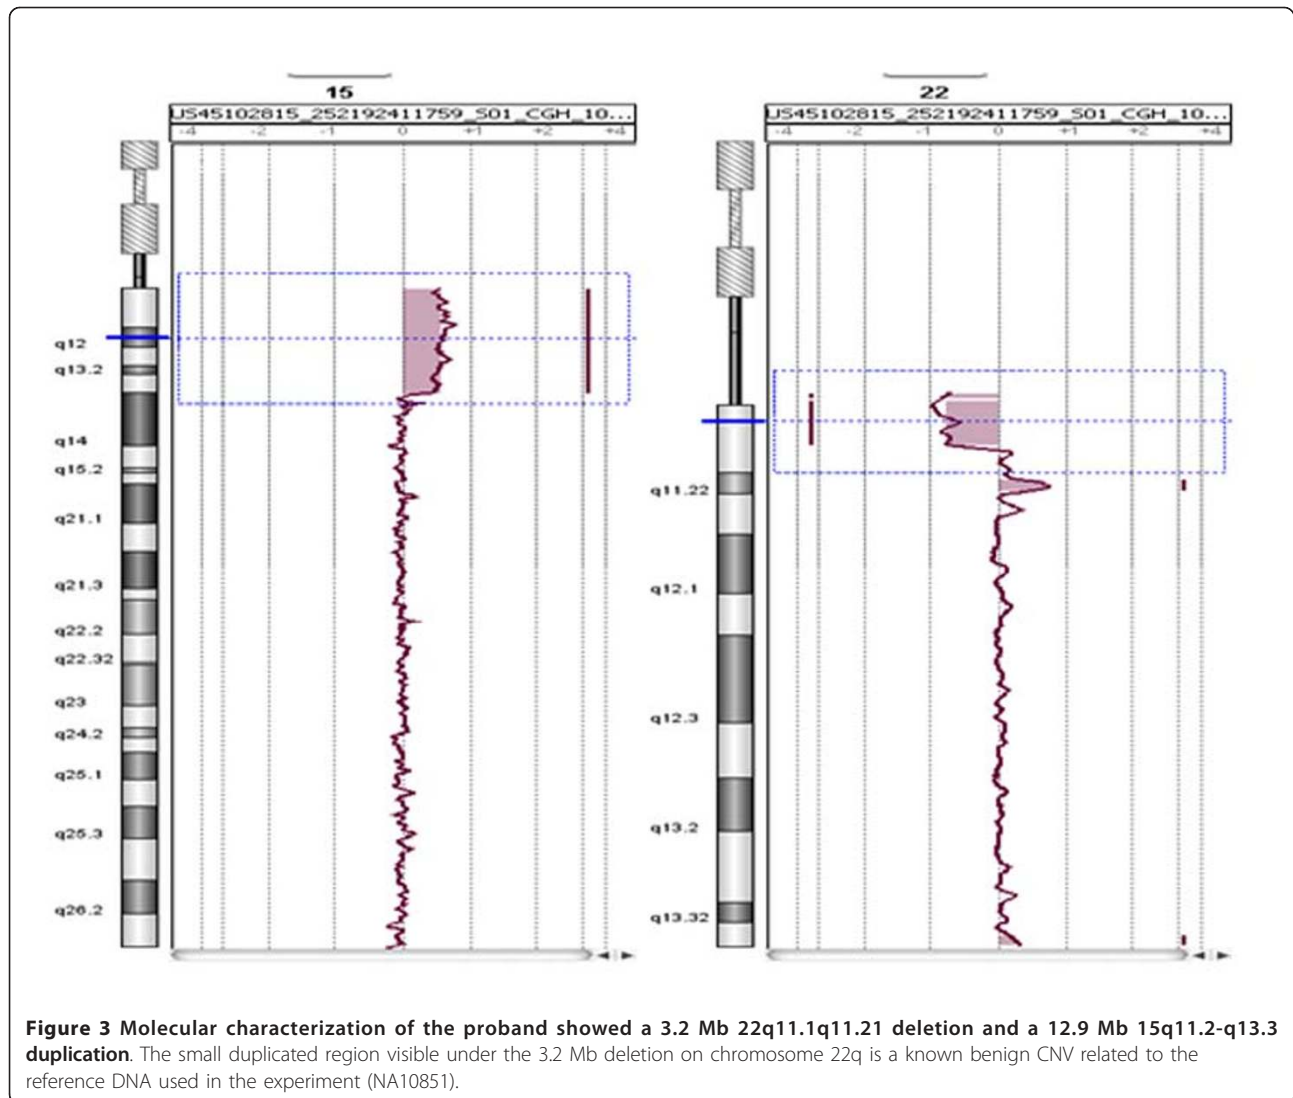 15
US45102815_252192411759_S01_CGH_10...
-4 -2 -1 0 +1 +2 +4
q12
q13.2
q14
q15.2
q21.1
q21.3
q22.2
q22.32
q23
q24.2
q25.1
q25.3
q26.2
22
US45102815_252192411759_S01_CGH_10...
-4 -2 -1 0 +1 +2 +4
q11.22
q12.1
q12.3
q13.2
q13.32
Figure 3 Molecular characterization of the proband showed a 3.2 Mb 22q11.1q11.21 deletion and a 12.9 Mb 15q11.2-q13.3
duplication. The small duplicated region visible under the 3.2 Mb deletion on chromosome 22q is a known benign CNV related to the
reference DNA used in the experiment (NA10851).